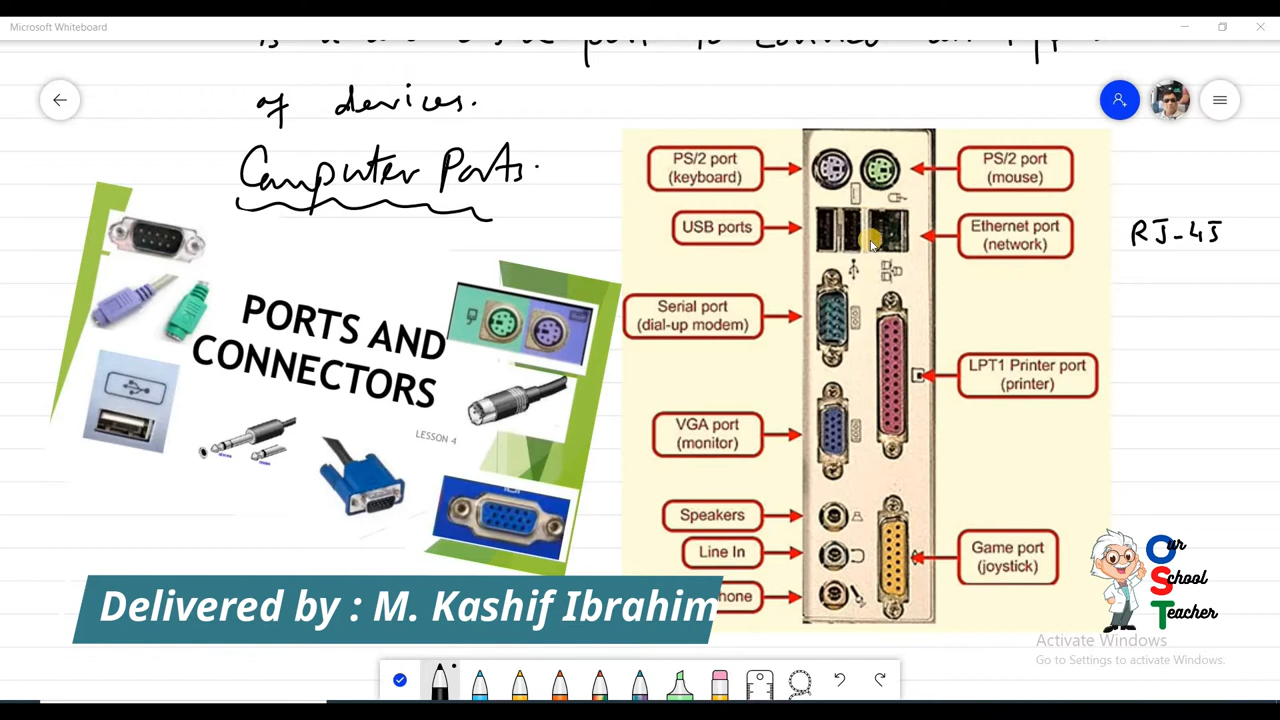 Microsoft Whiteboard
of devices.
Computer Ports.
RJ-45
PORTS AND
CONNECTORS
LESSON 4
PS/2 port
(keyboard)
PS/2 port
(mouse)
USB ports
Ethernet port
(network)
Serial port
(dial-up modem)
LPT1 Printer port
(printer)
VGA port
(monitor)
Speakers
Line In
Game port
(joystick)
hone
Delivered by : M. Kashif Ibrahim
Our
School
Teacher
Activate Windows
Go to Settings to activate Windows.